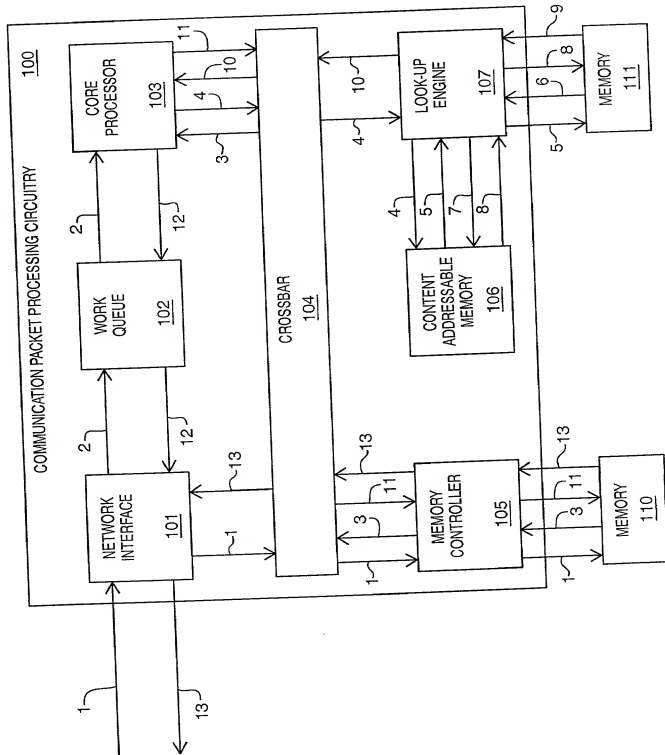 COMMUNICATION PACKET PROCESSING CIRCUITRY
100
1
13
NETWORK
INTERFACE
101
2
12
WORK
QUEUE
102
2
12
CORE
PROCESSOR
103
13
1
3
4
10
11
CROSSBAR
104
1
3
11
13
4
10
MEMORY
CONTROLLER
105
CONTENT
ADDRESSABLE
MEMORY
106
4
5
7
8
LOOK-UP
ENGINE
107
1
3
11
13
MEMORY
110
5
6
8
9
MEMORY
111